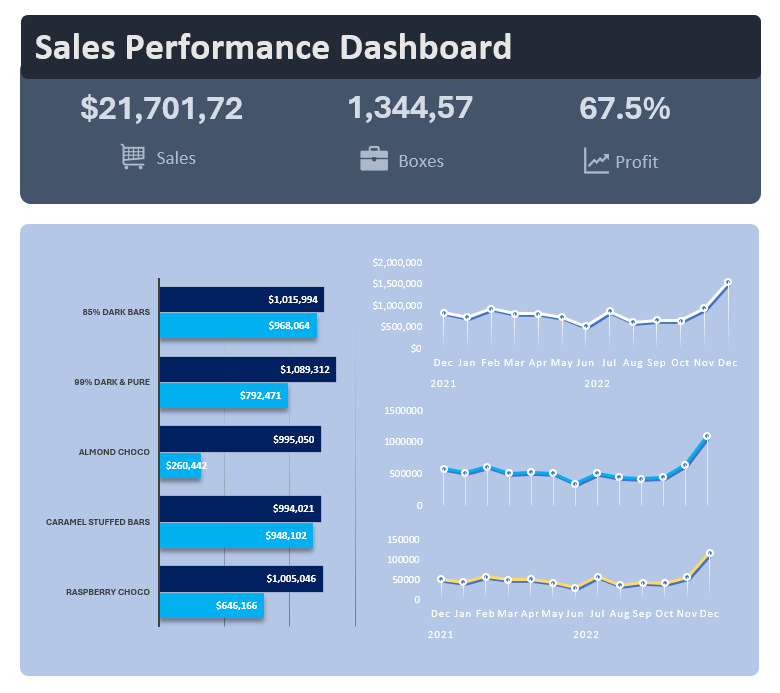 Sales Performance Dashboard
$21,701,72 1,344,57 67.5%
Sales Boxes Profit
85% DARK BARS
$1,015,994
$968,064
99% DARK & PURE
$1,089,312
$792,471
ALMOND CHOCO
$995,050
$260,442
CARAMEL STUFFED BARS
$994,021
$948,102
RASPBERRY CHOCO
$1,005,046
$646,166
$2,000,000
$1,500,000
$1,000,000
$500,000
$0
Dec Jan Feb Mar Apr May Jun Jul Aug Sep Oct Nov Dec
2021 2022
1500000
1000000
500000
0
150000
100000
50000
0
Dec Jan Feb Mar Apr May Jun Jul Aug Sep Oct Nov Dec
2021 2022